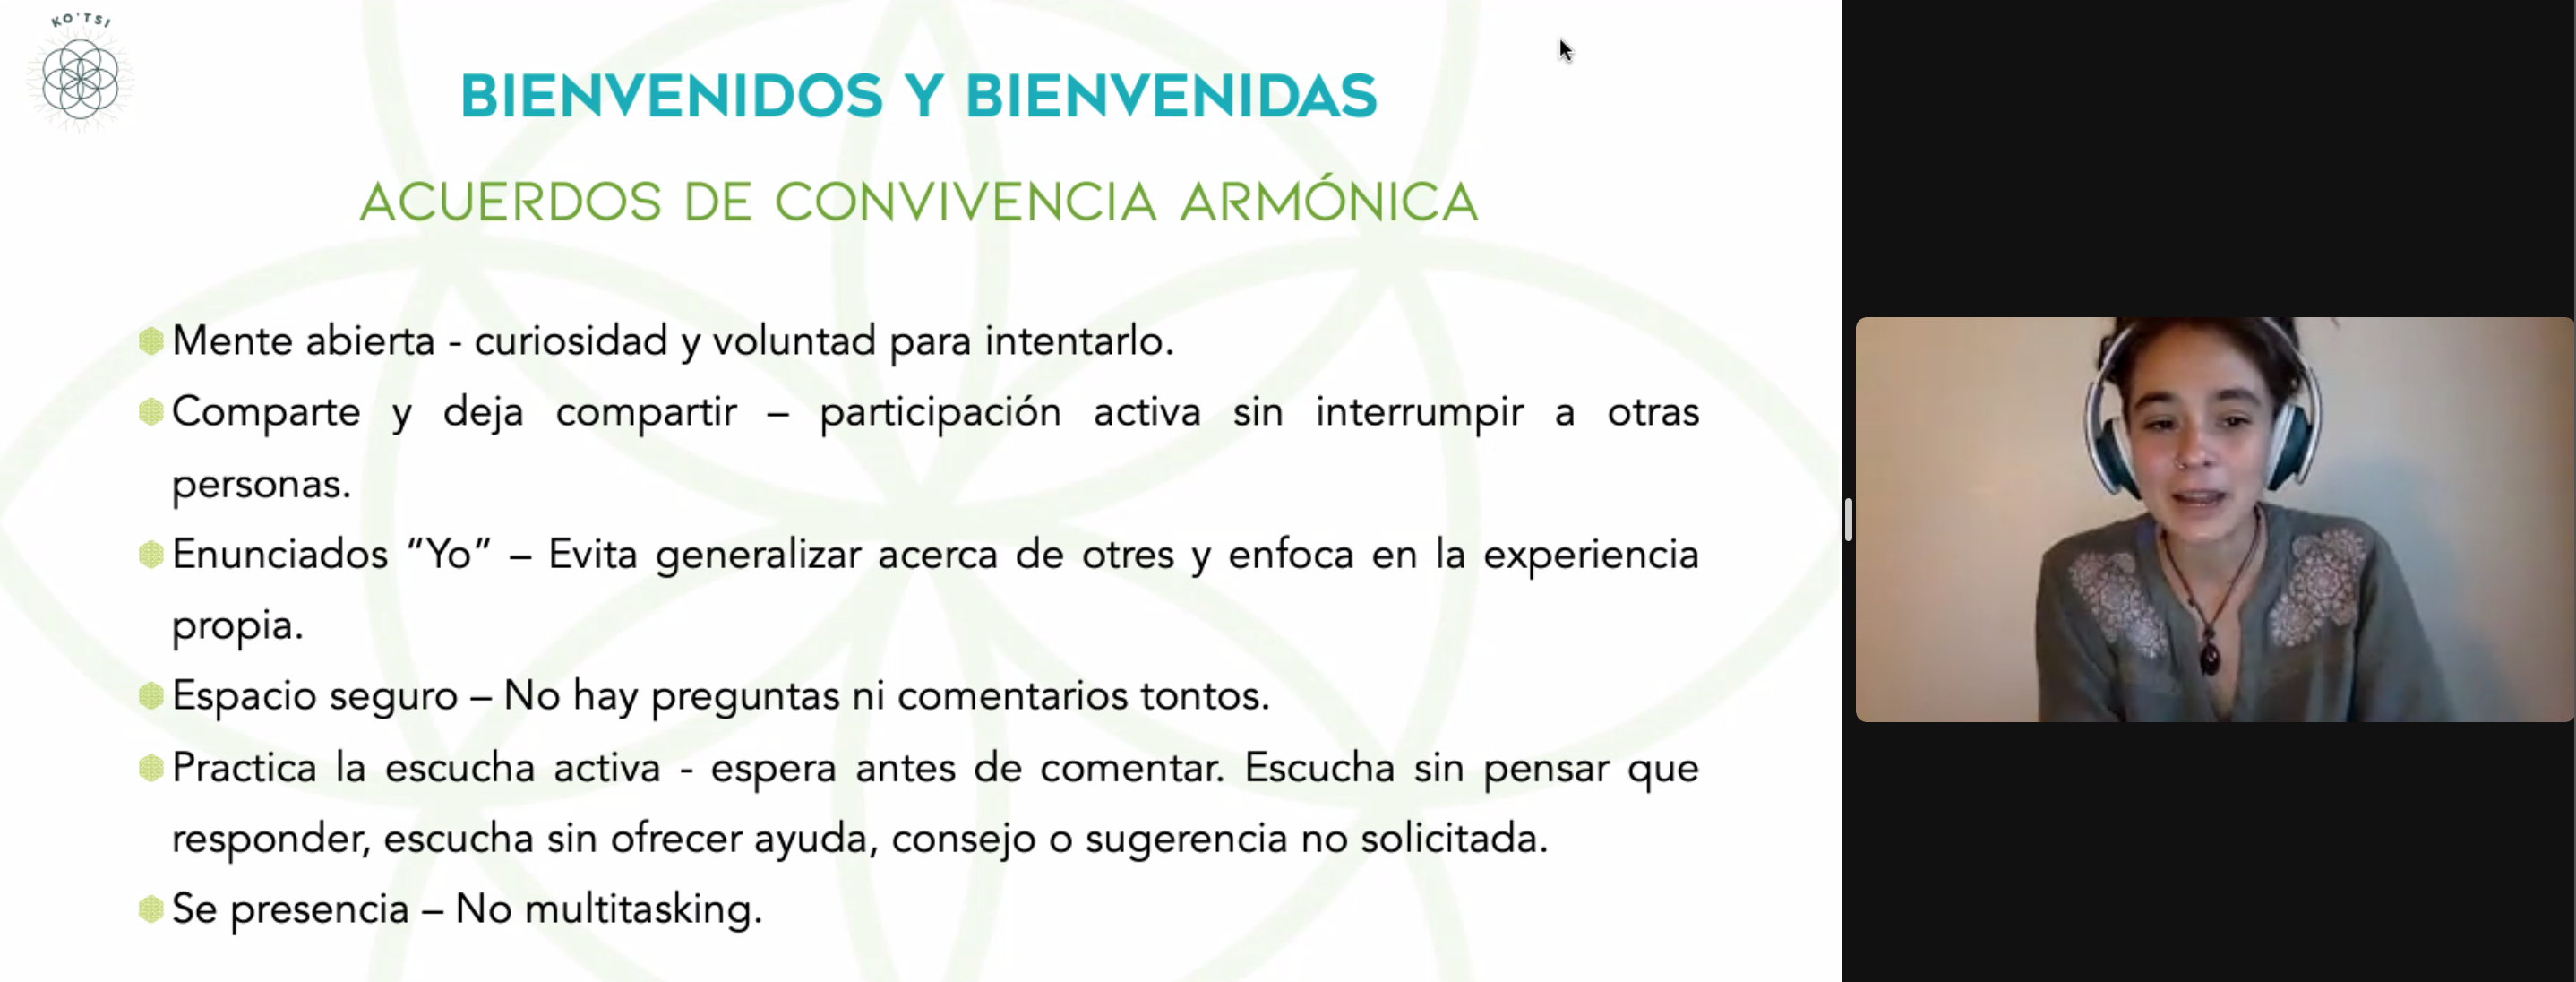 KO'TSI
BIENVENIDOS Y BIENVENIDAS
ACUERDOS DE CONVIVENCIA ARMÓNICA
Mente abierta - curiosidad y voluntad para intentarlo.
Comparte y deja compartir – participación activa sin interrumpir a otras
personas.
Enunciados “Yo” – Evita generalizar acerca de otres y enfoca en la experiencia
propia.
Espacio seguro – No hay preguntas ni comentarios tontos.
Practica la escucha activa - espera antes de comentar. Escucha sin pensar que
responder, escucha sin ofrecer ayuda, consejo o sugerencia no solicitada.
Se presencia – No multitasking.